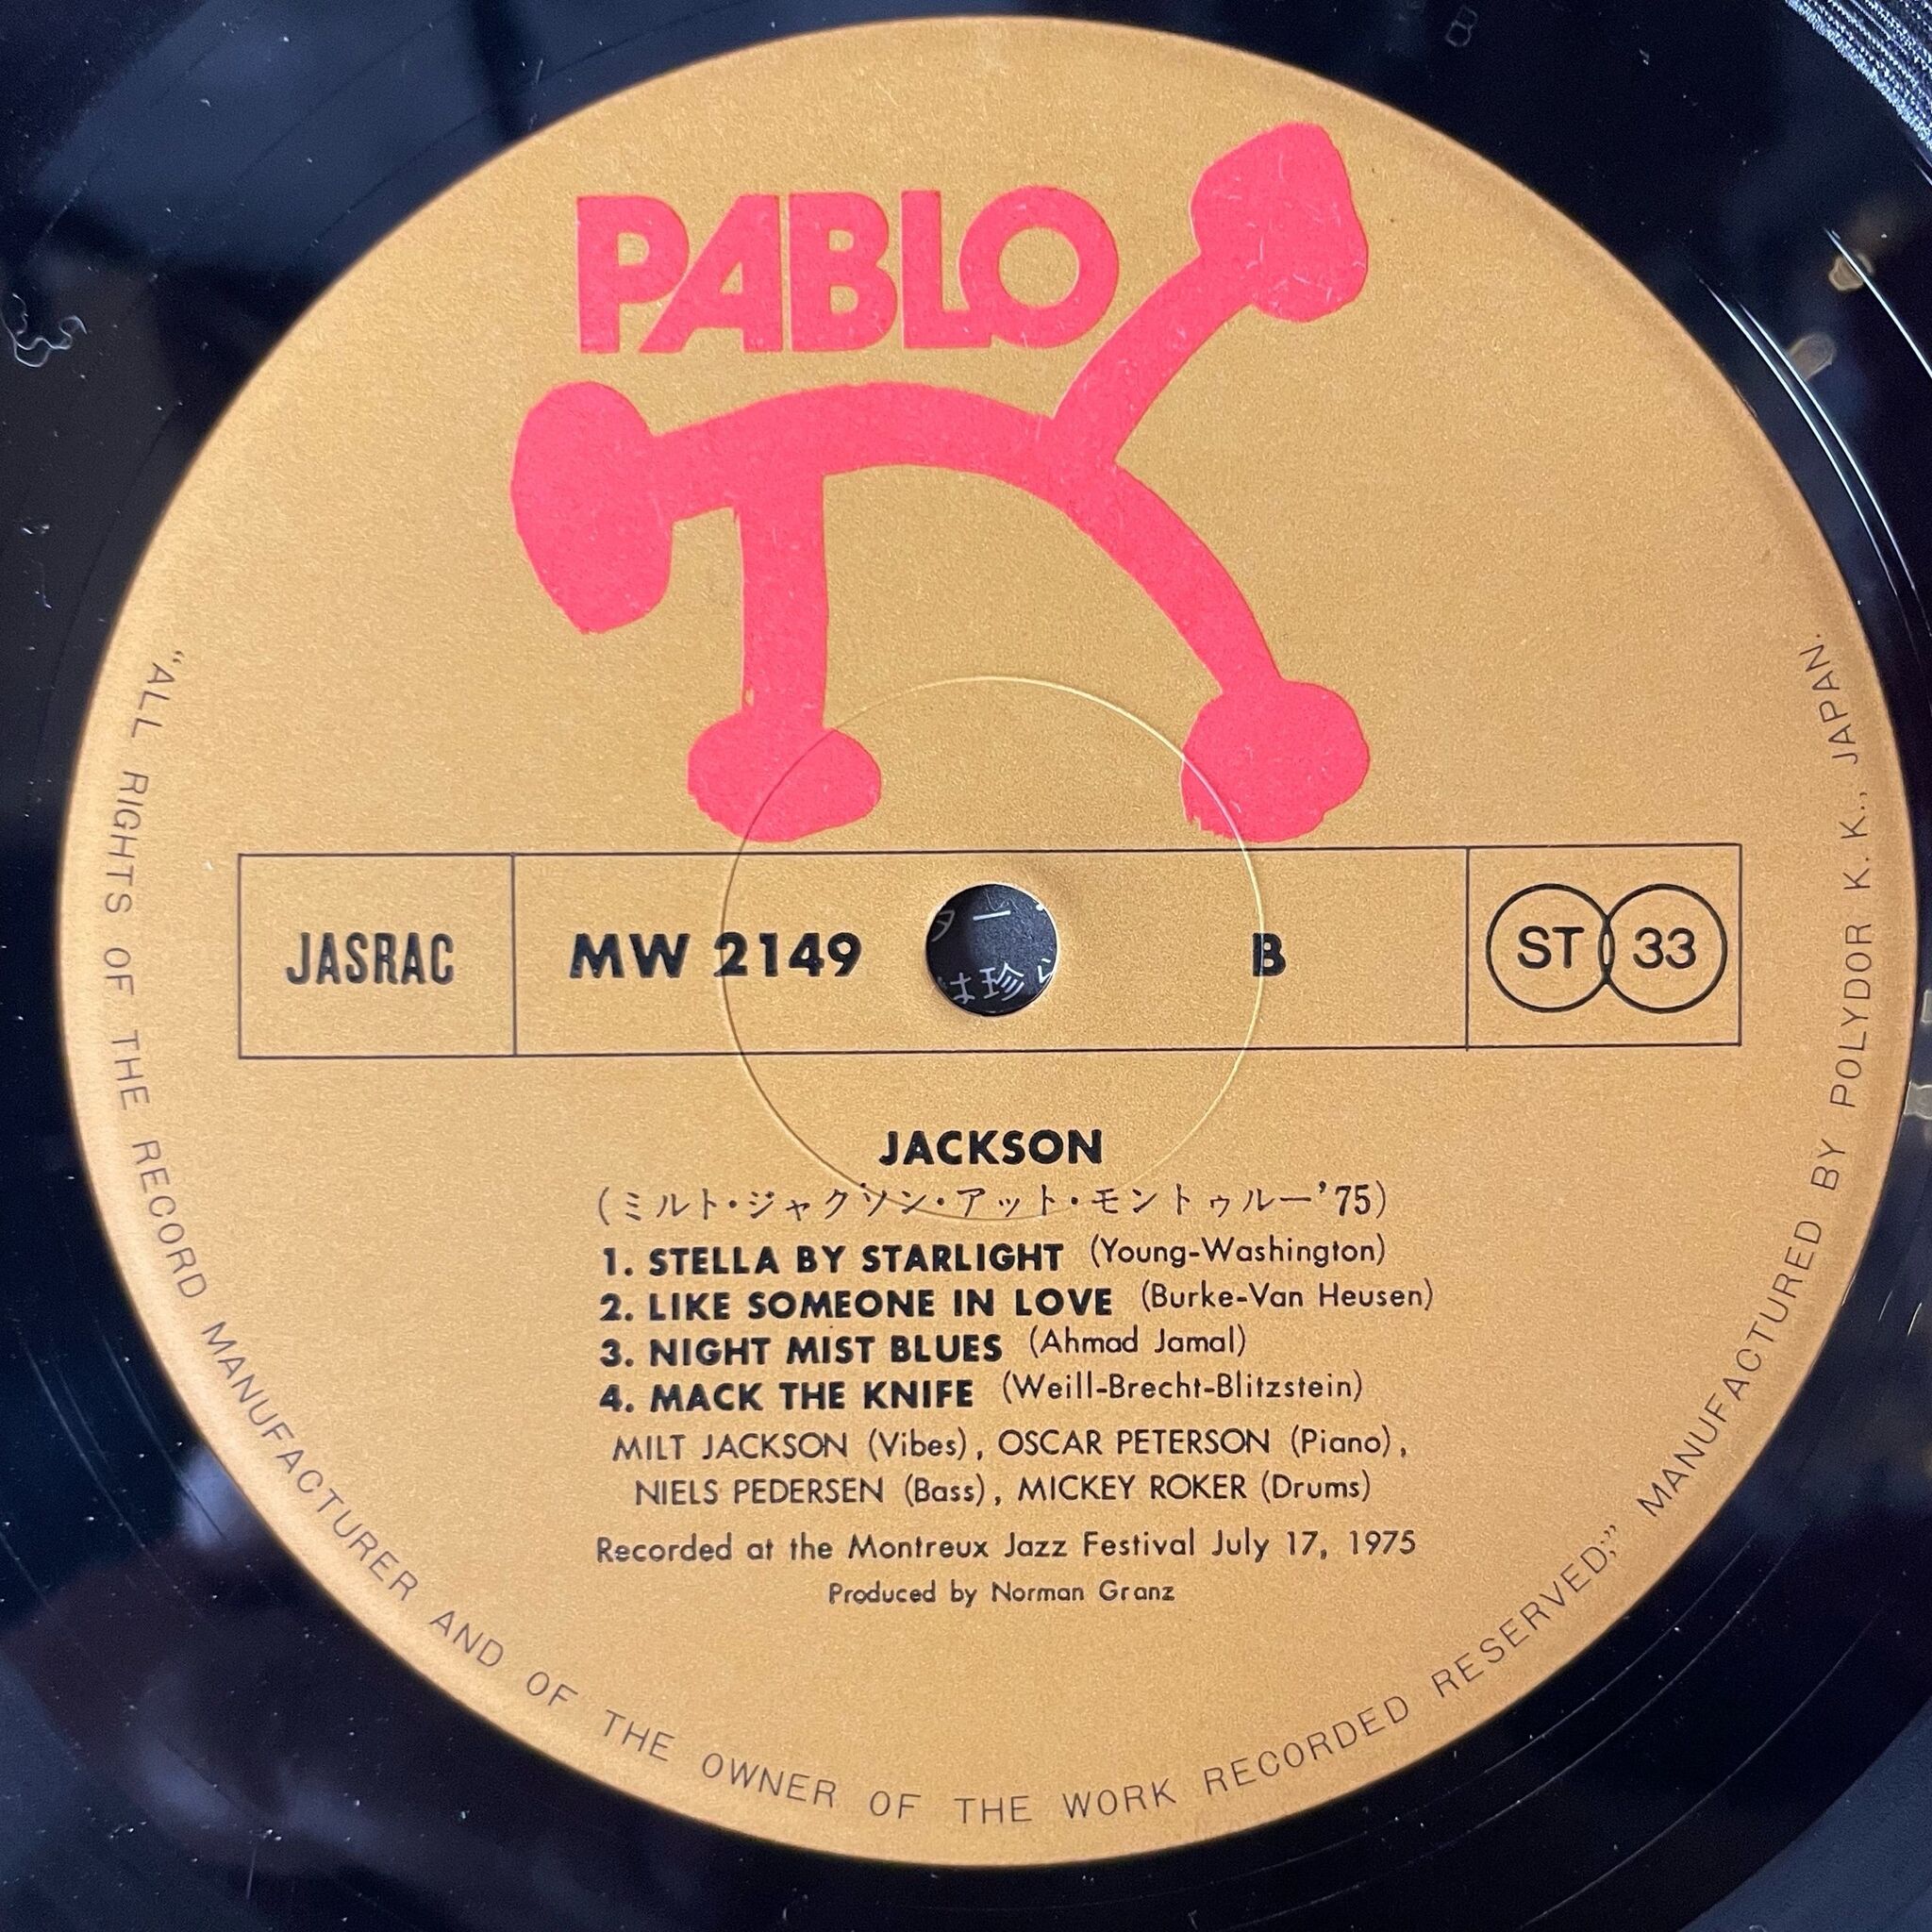 PABLO
JASRAC
MW 2149
B
ST 33
JACKSON
(ミルト・ジャクソン・アット・モントゥルー'75)
1. STELLA BY STARLIGHT (Young-Washington)
2. LIKE SOMEONE IN LOVE (Burke-Van Heusen)
3. NIGHT MIST BLUES (Ahmad Jamal)
4. MACK THE KNIFE (Weill-Brecht-Blitzstein)
MILT JACKSON (Vibes), OSCAR PETERSON (Piano),
NIELS PEDERSEN (Bass), MICKEY ROKER (Drums)
Recorded at the Montreux Jazz Festival July 17, 1975
Produced by Norman Granz
"ALL RIGHTS OF THE RECORD MANUFACTURER AND OF THE OWNER OF THE WORK RECORDED RESERVED;" MANUFACTURED BY POLYDOR K.K., JAPAN.